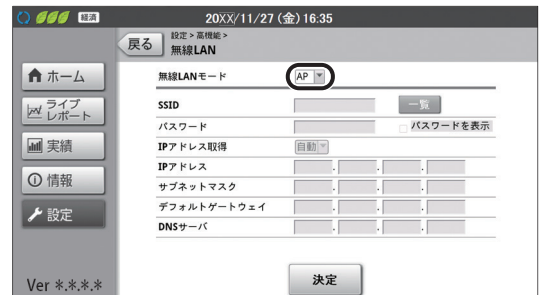 経済 20XX/11/27 (金) 16:35
戻る
設定 > 高機能 >
無線LAN
ホーム
ライブ
レポート
実績
情報
設定
Ver *.*.*.*
無線LANモード AP
SSID 一覧
パスワード パスワードを表示
IPアドレス取得 自動
IPアドレス . . .
サブネットマスク . . .
デフォルトゲートウェイ . . .
DNSサーバ . . .
決定